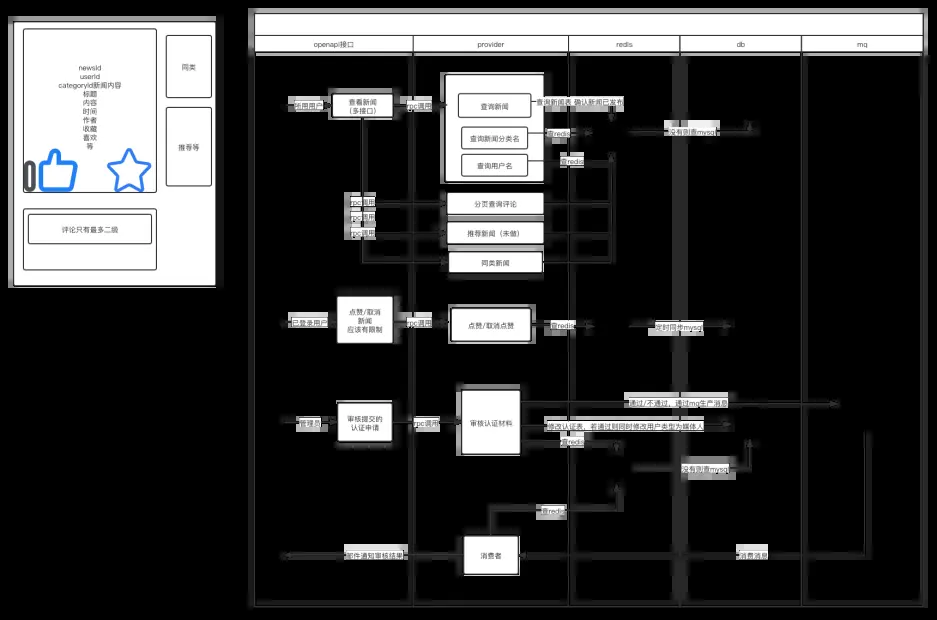 newsId
userId
categoryId新闻内容
标题
内容
时间
作者
收藏
喜欢
等
同类
推荐等
评论只有最多二级
openapi接口
provider
redis
db
mq
所用用户
查看新闻
(多接口)
rpc调用
查询新闻
查询新闻表 确认新闻已发布
查询新闻分类名
查redis
没有则查mysql
查询用户名
查redis
rpc调用
rpc调用
rpc调用
分页查询评论
推荐新闻（未做）
同类新闻
已登录用户
点赞/取消
新闻
应该有限制
rpc调用
点赞/取消点赞
查redis
定时同步mysql
管理员
审核提交的
认证申请
rpc调用
审核认证材料
通过/不通过，通过mq生产消息
修改认证表，若通过则同时修改用户类型为媒体人
查redis
没有则查mysql
查redis
邮件通知审核结果
消费者
消费消息